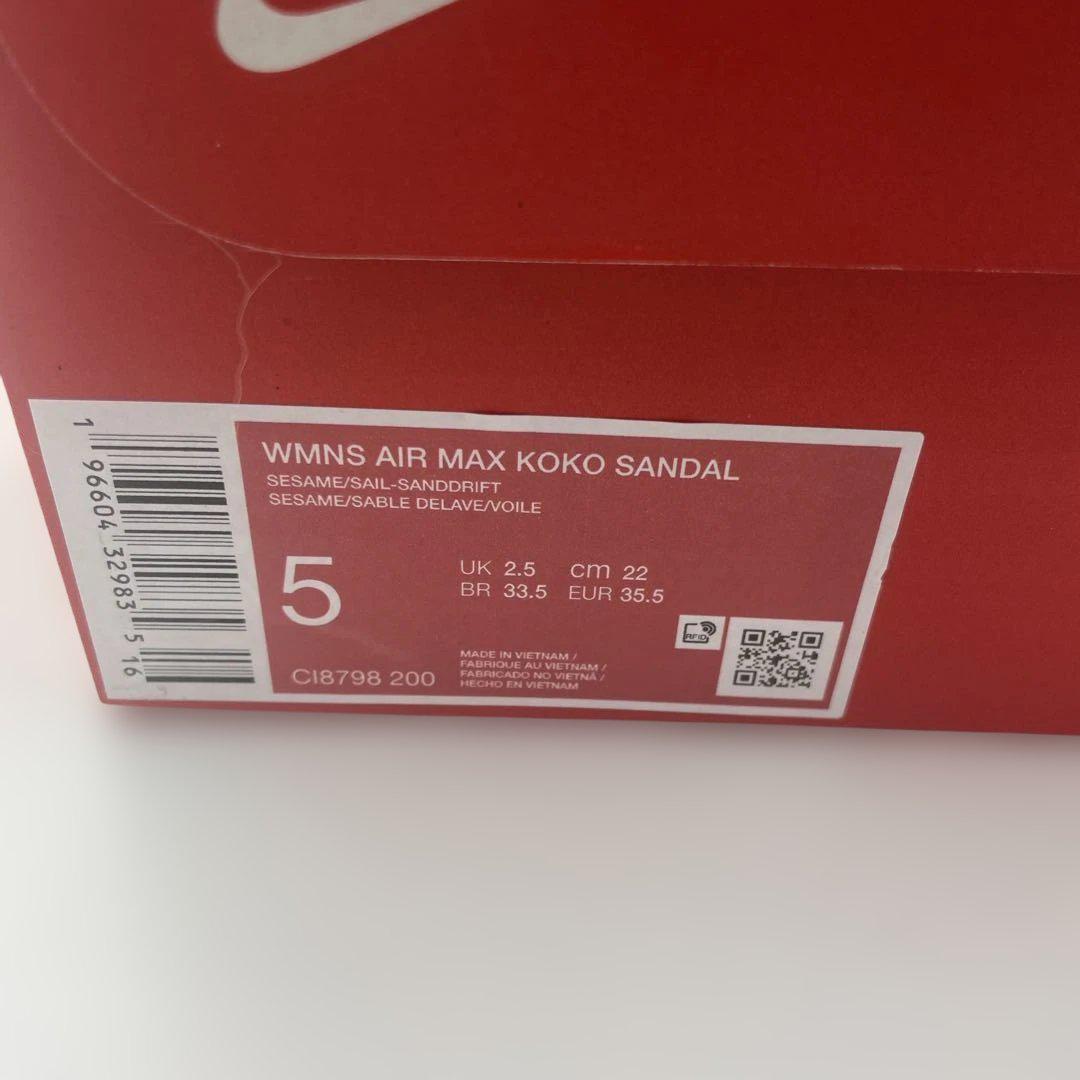 WMNS AIR MAX KOKO SANDAL
SESAME/SAIL-SANDDRIFT
SESAME/SABLE DELAVE/VOILE
5
UK 2.5 cm 22
BR 33.5 EUR 35.5
RFID
MADE IN VIETNAM /
FABRIQUE AU VIETNAM /
FABRICADO NO VIETNÃ /
HECHO EN VIETNAM
CI8798 200
1 96604 32983 5 16